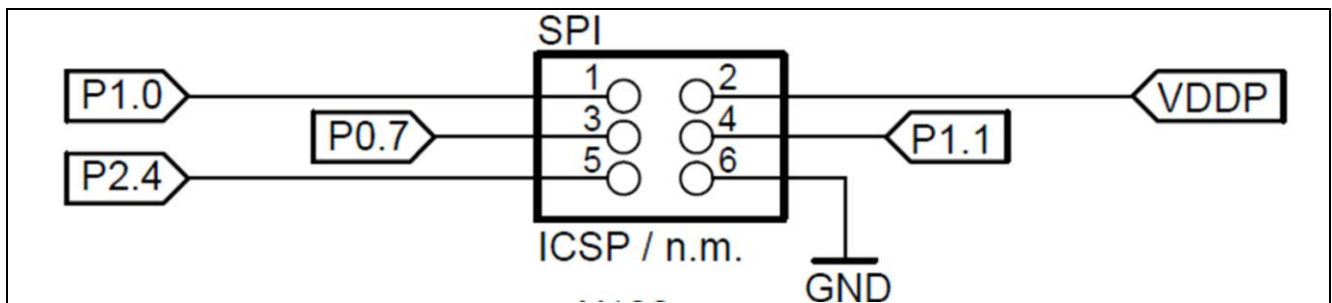 SPI
P1.0
1
2
VDDP
P0.7
3
4
P1.1
P2.4
5
6
ICSP / n.m.
GND